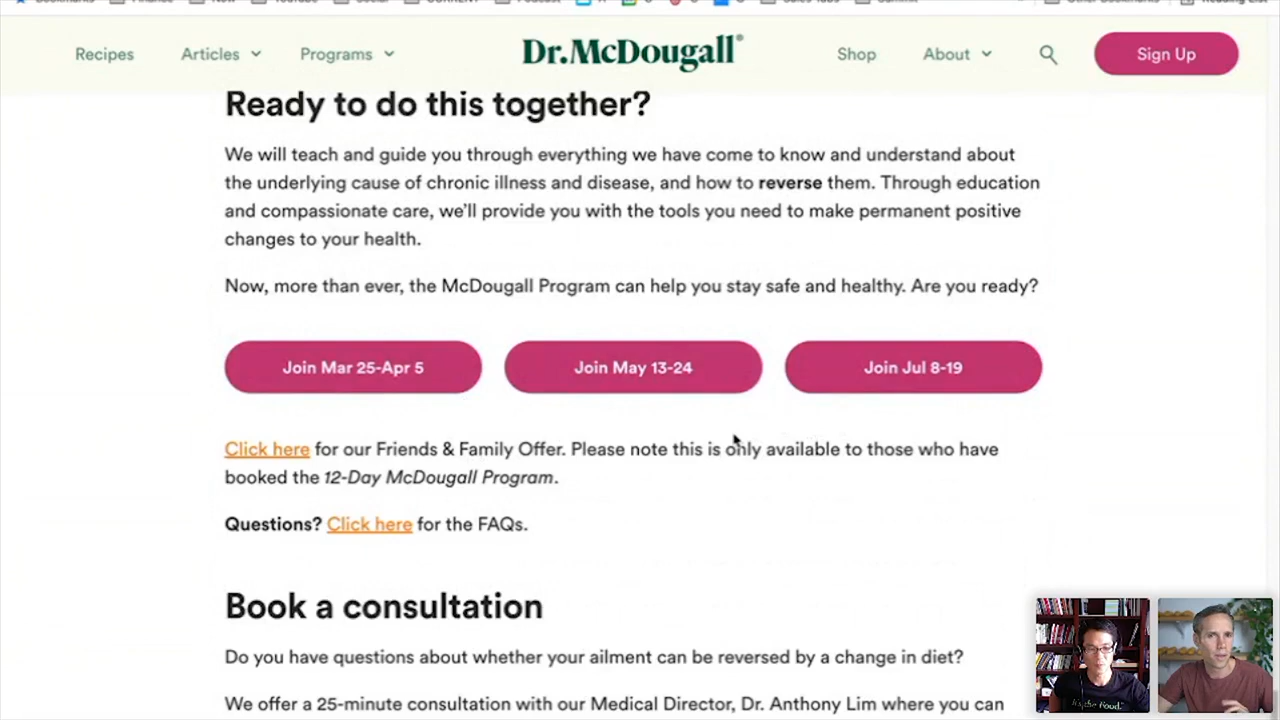 Recipes Articles Programs Dr.McDougall® Shop About Sign Up
Ready to do this together?
We will teach and guide you through everything we have come to know and understand about
the underlying cause of chronic illness and disease, and how to reverse them. Through education
and compassionate care, we'll provide you with the tools you need to make permanent positive
changes to your health.
Now, more than ever, the McDougall Program can help you stay safe and healthy. Are you ready?
Join Mar 25-Apr 5 Join May 13-24 Join Jul 8-19
Click here for our Friends & Family Offer. Please note this is only available to those who have
booked the 12-Day McDougall Program.
Questions? Click here for the FAQs.
Book a consultation
Do you have questions about whether your ailment can be reversed by a change in diet?
We offer a 25-minute consultation with our Medical Director, Dr. Anthony Lim where you can
It's the Food.